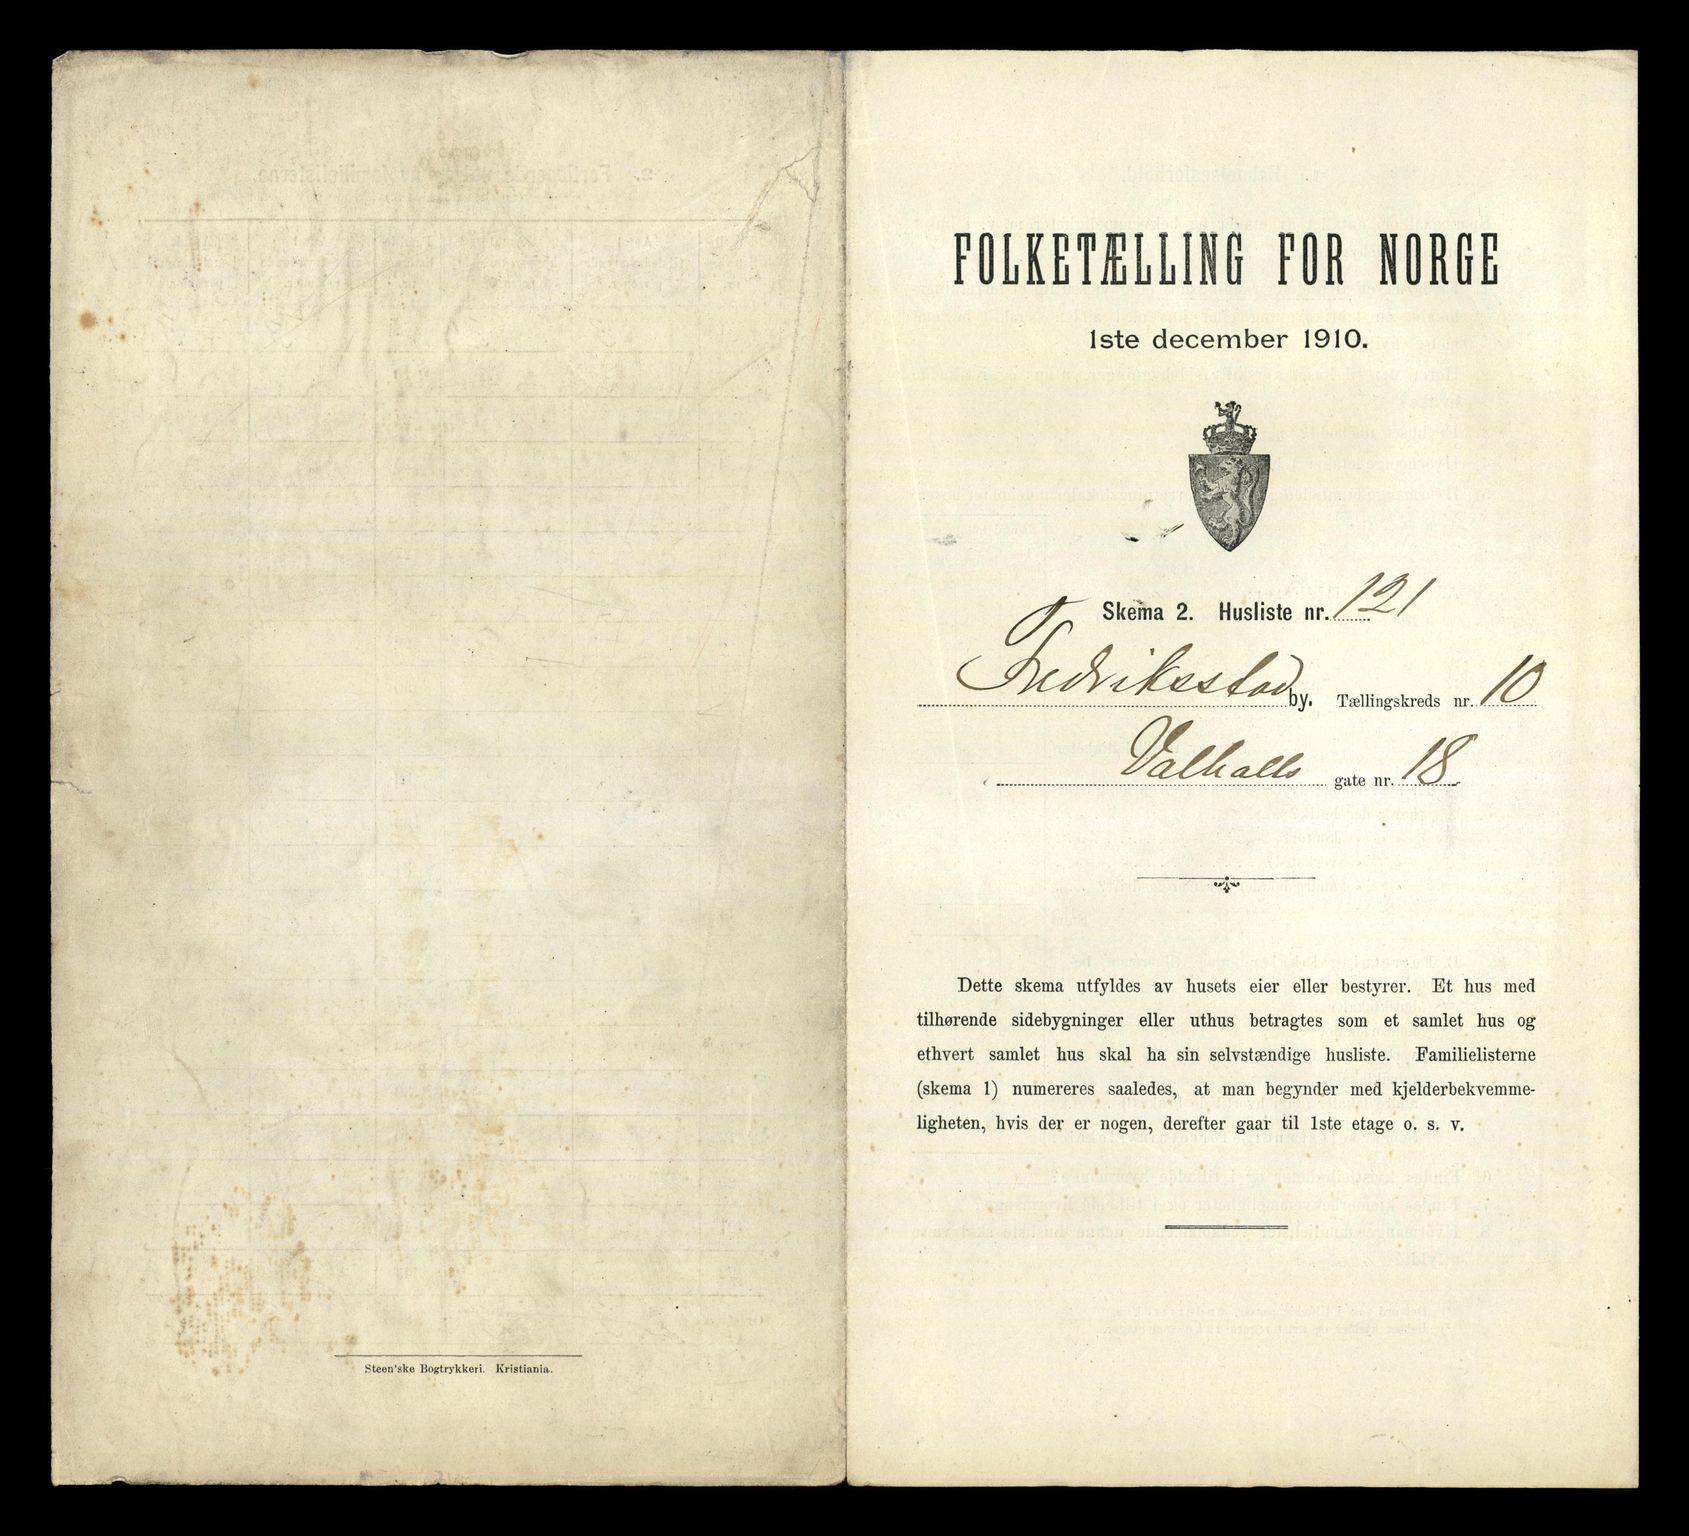 Steen'ske Bogtrykkeri. Kristiania.
FOLKETÆLLING FOR NORGE
1ste december 1910.
Skema 2. Husliste nr. 121
Fredriksstad by. Tællingskreds nr. 10
Valhalls gate nr. 18
Dette skema utfyldes av husets eier eller bestyrer. Et hus med
tilhørende sidebygninger eller uthus betragtes som et samlet hus og
ethvert samlet hus skal ha sin selvstændige husliste. Familielisterne
(skema 1) numereres saaledes, at man begynder med kjelderbekvemme-
ligheten, hvis der er nogen, derefter gaar til 1ste etage o. s. v.